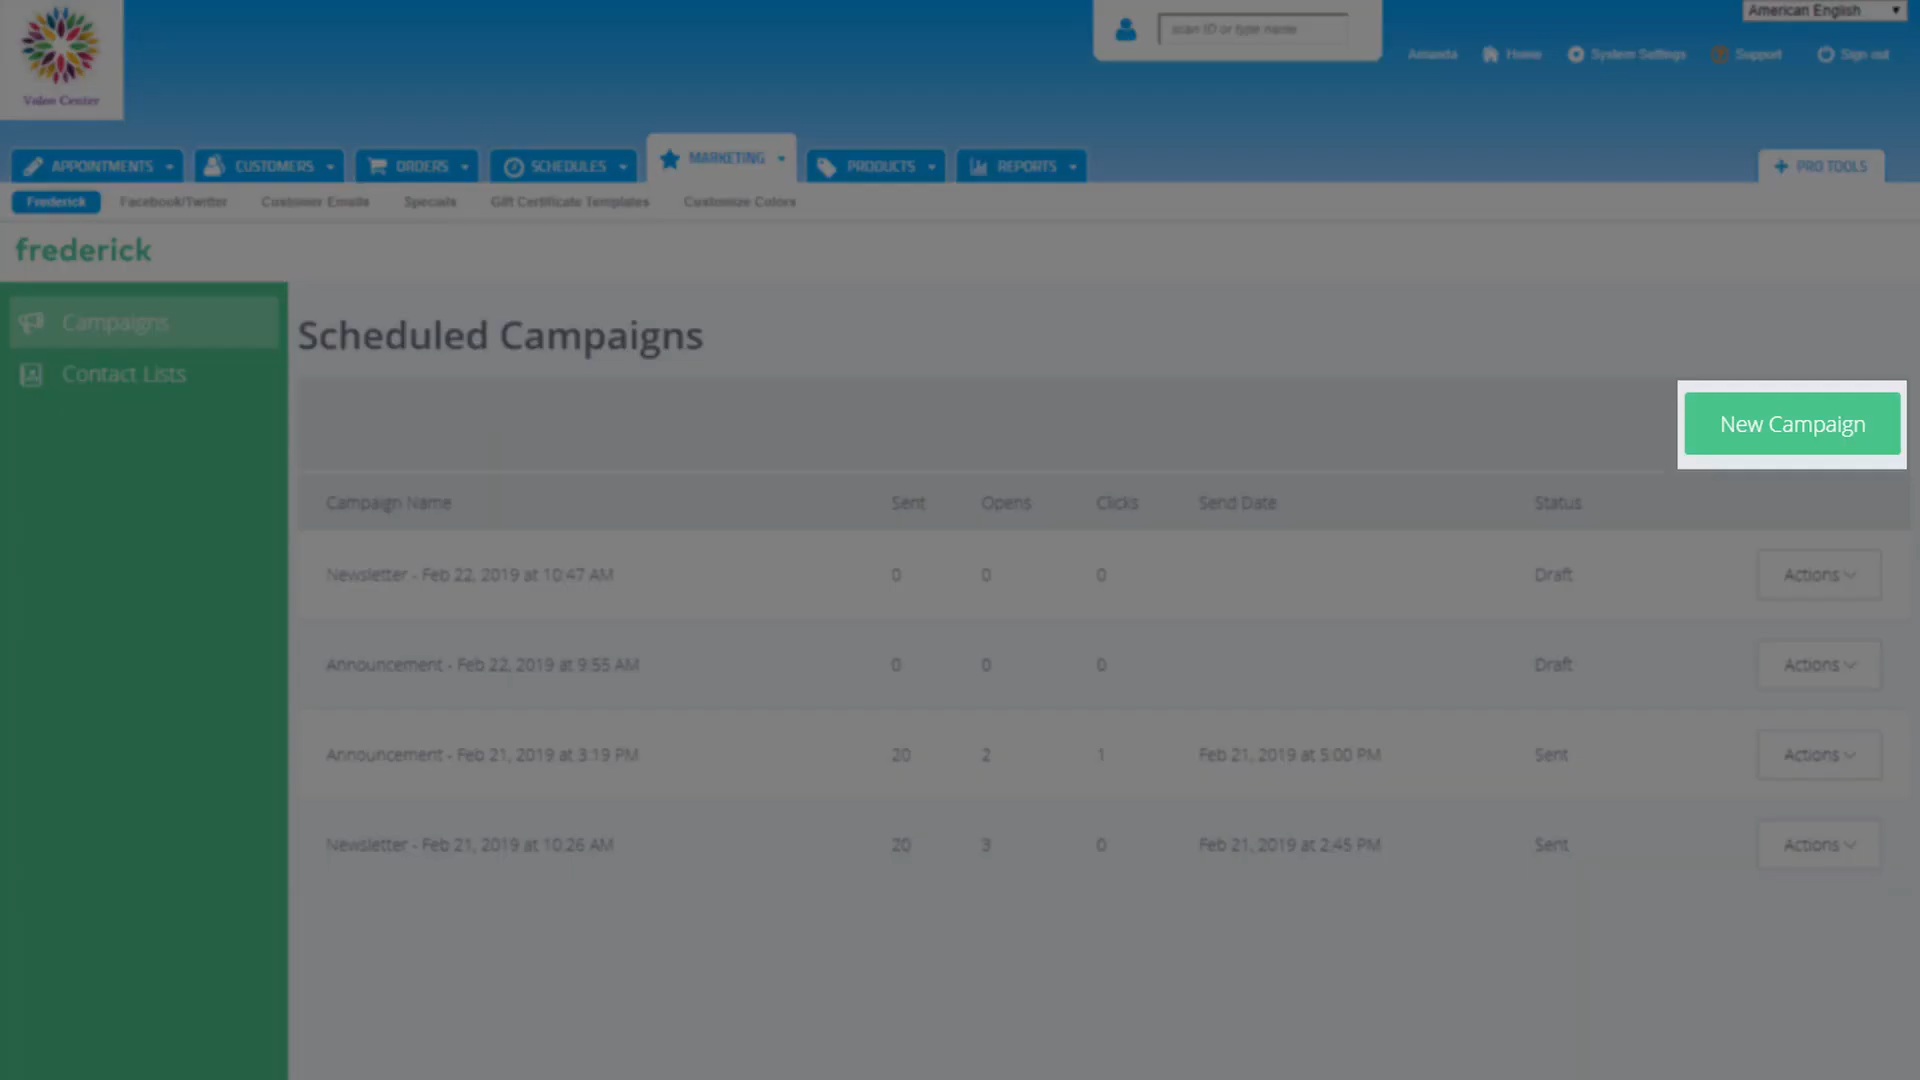 American English
scan ID or type name
Amanda Home System Settings Support Sign out
Video Center
APPOINTMENTS CUSTOMERS ORDERS SCHEDULES MARKETING PRODUCTS REPORTS + PRO TOOLS
Frederick Facebook/Twitter Customer Emails Specials Gift Certificate Templates Customize Colors
frederick
Campaigns
Contact Lists
Scheduled Campaigns
New Campaign
Campaign Name Sent Opens Clicks Send Date Status
Newsletter - Feb 22, 2019 at 10:47 AM 0 0 0 Draft Actions
Announcement - Feb 22, 2019 at 9:55 AM 0 0 0 Draft Actions
Announcement - Feb 21, 2019 at 3:19 PM 20 2 1 Feb 21, 2019 at 5:00 PM Sent Actions
Newsletter - Feb 21, 2019 at 10:26 AM 20 3 0 Feb 21, 2019 at 2:45 PM Sent Actions